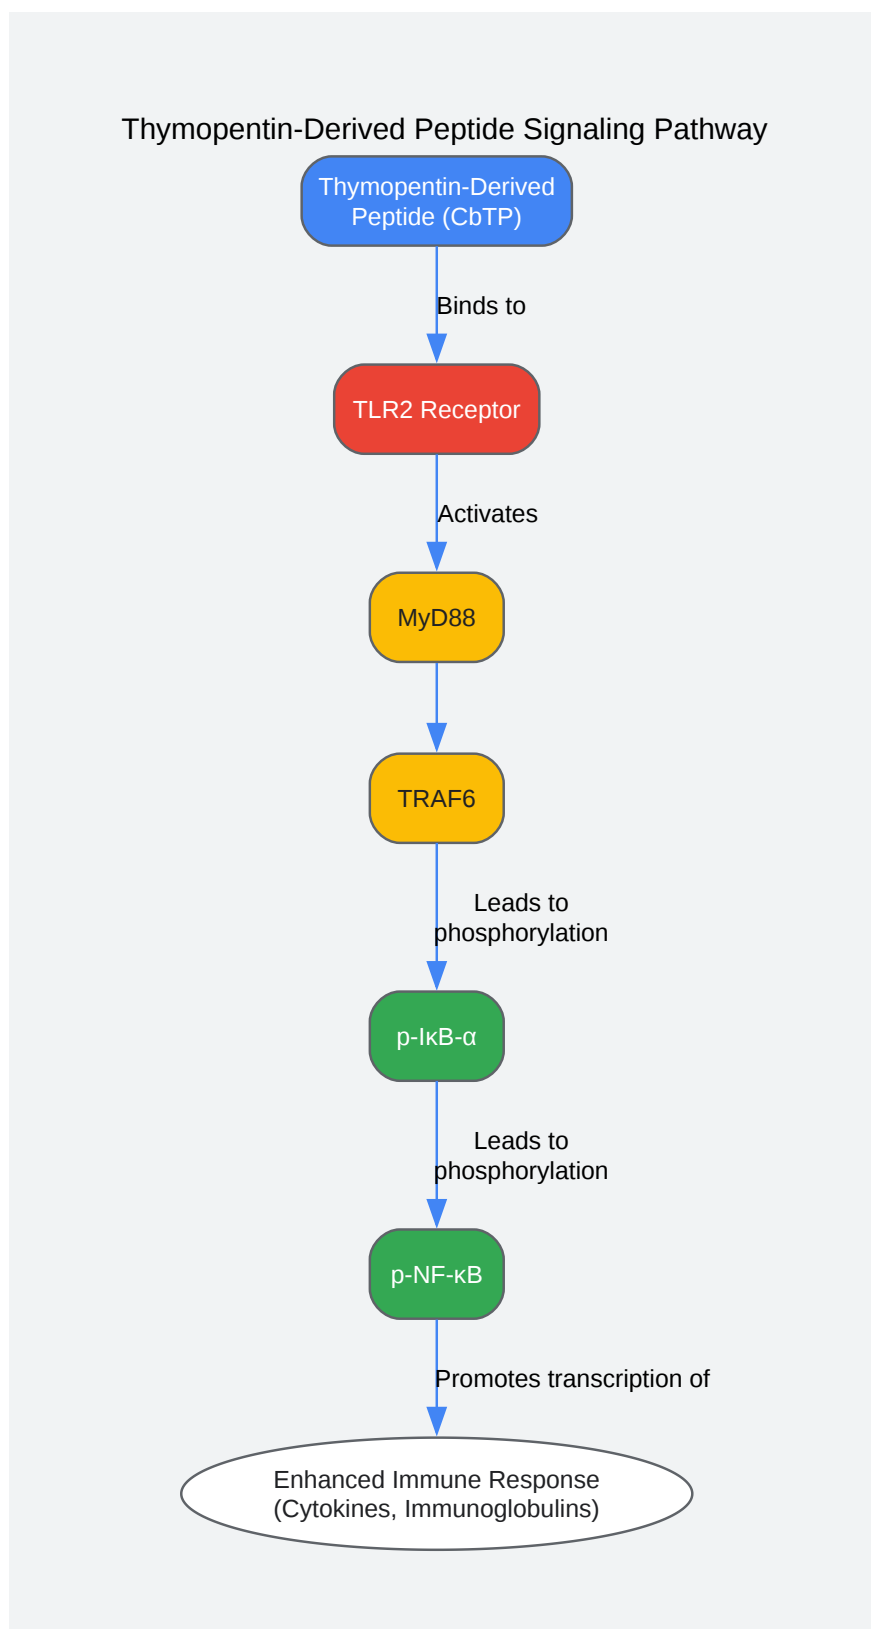 Thymopentin-Derived Peptide Signaling Pathway
Thymopentin-Derived
Peptide (CbTP)
Binds to
TLR2 Receptor
Activates
MyD88
TRAF6
Leads to
phosphorylation
p-IκB-α
Leads to
phosphorylation
p-NF-κB
Promotes transcription of
Enhanced Immune Response
(Cytokines, Immunoglobulins)